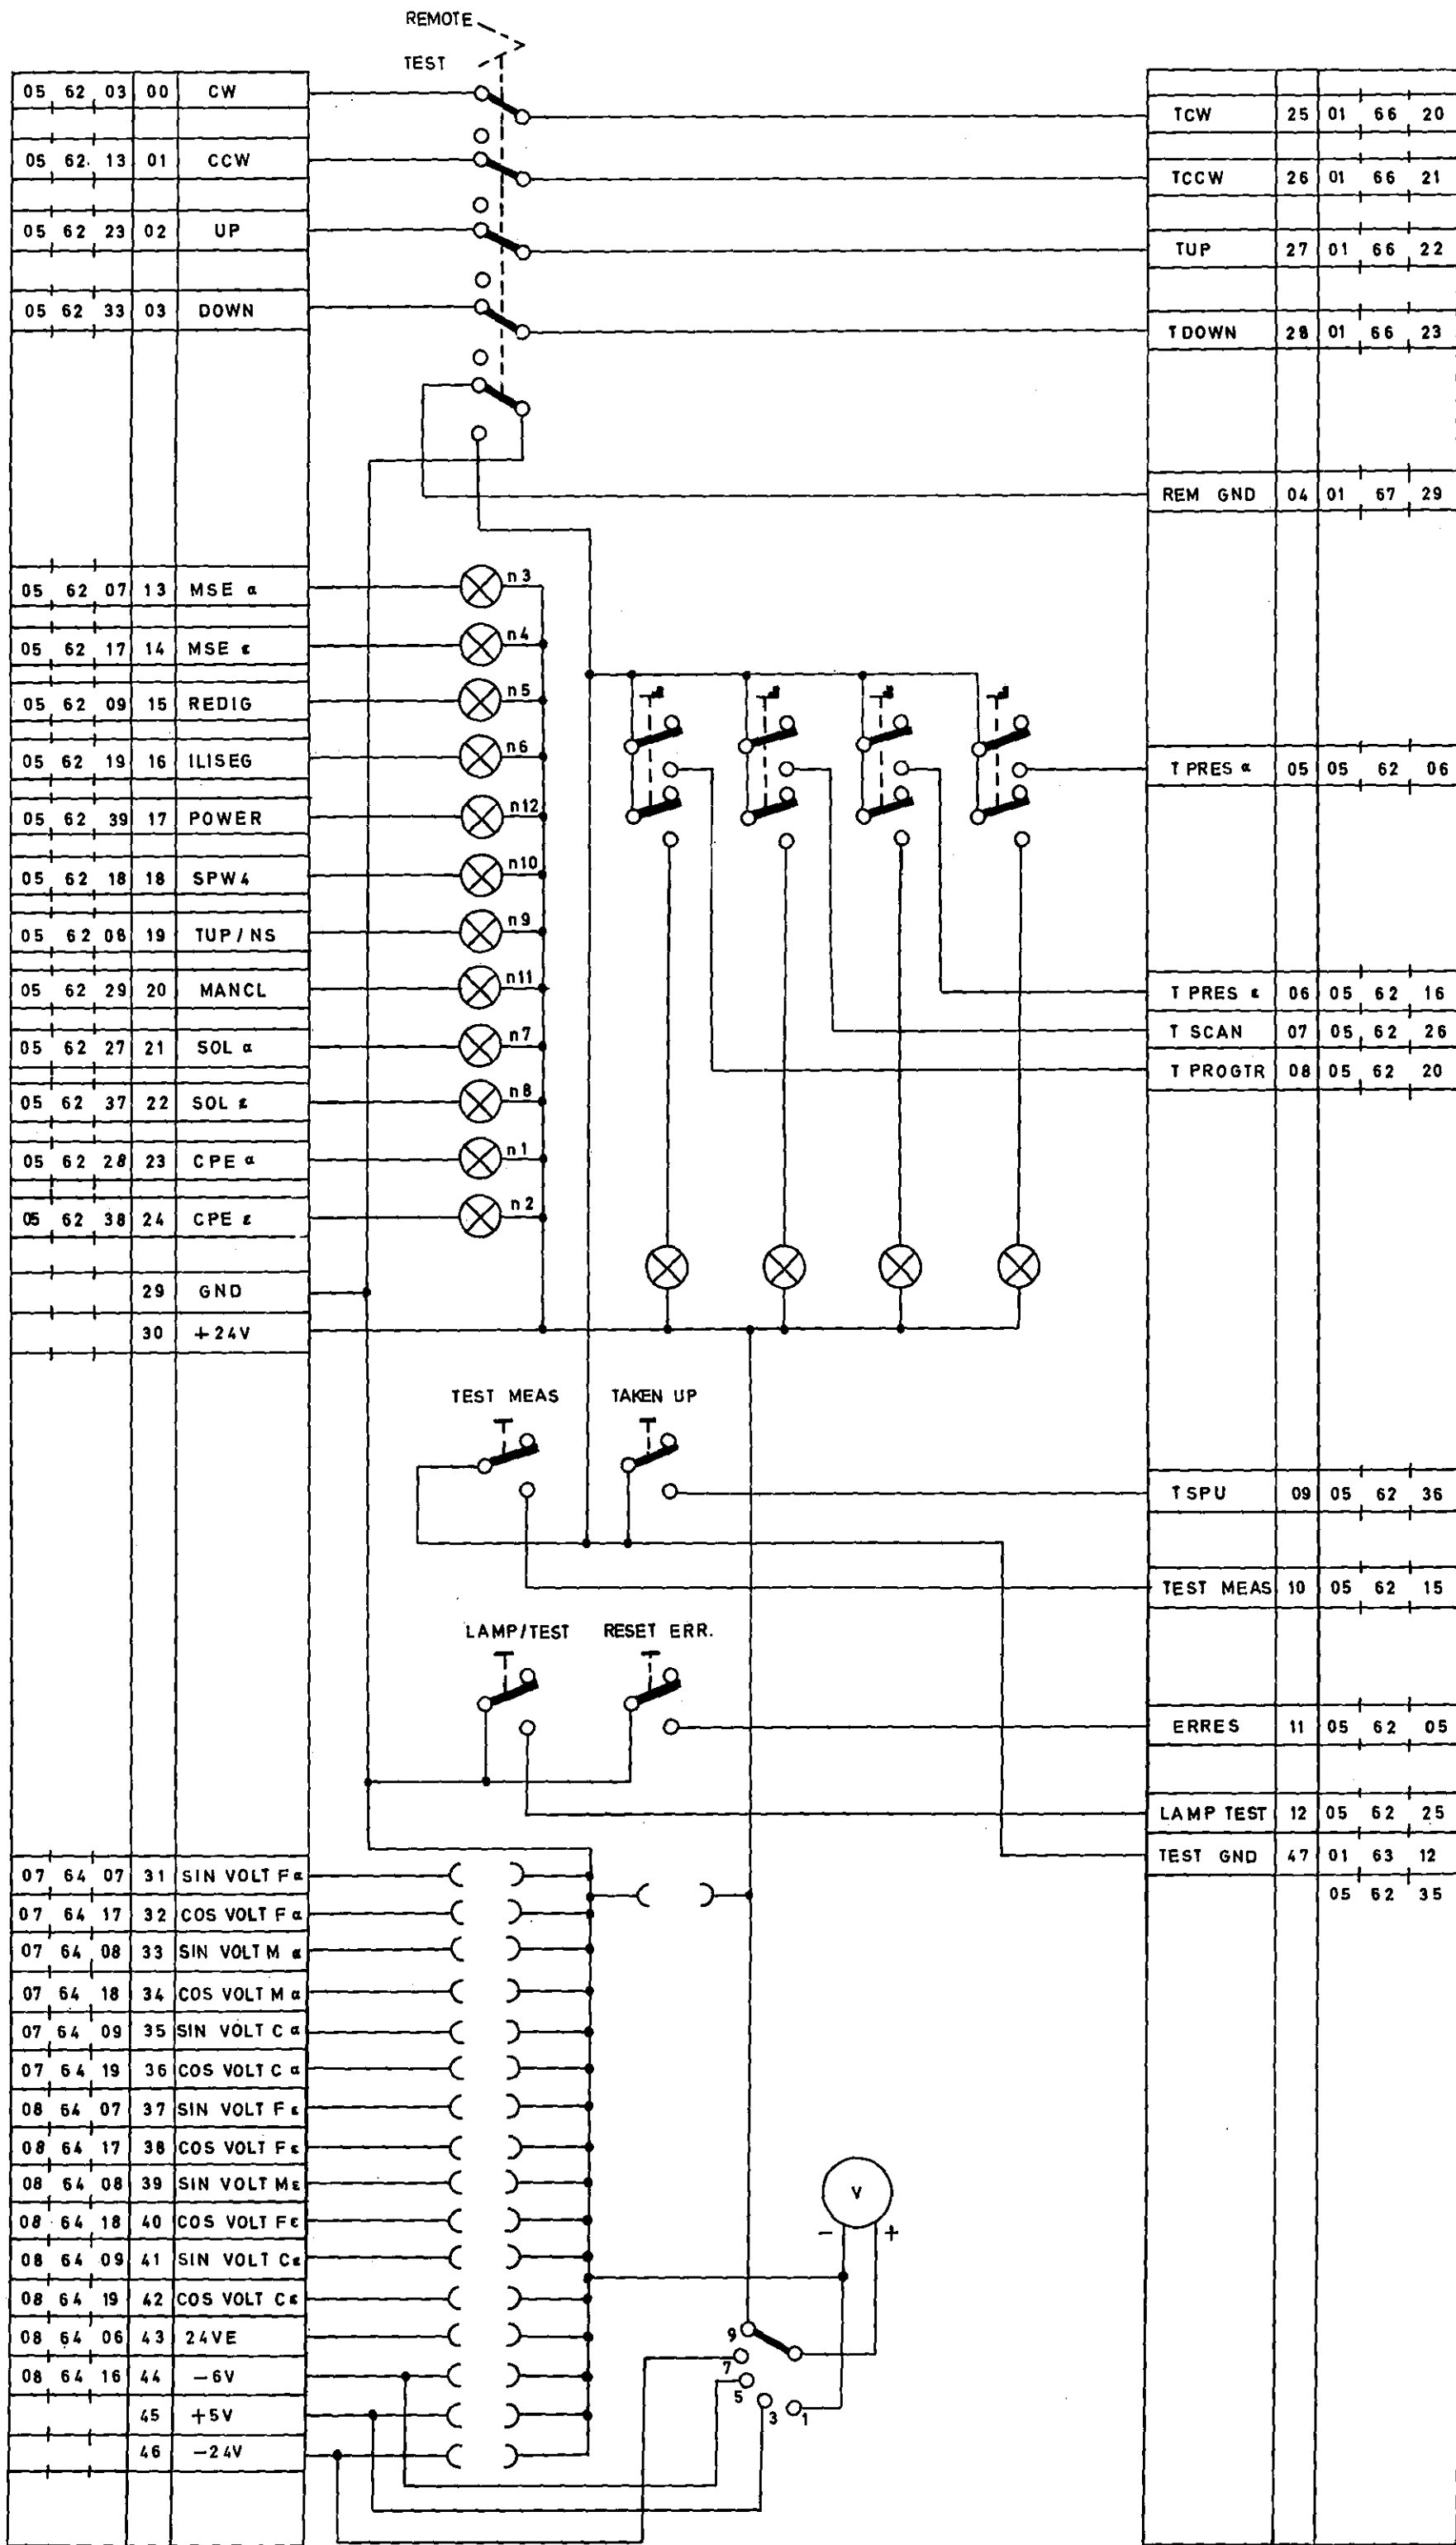 REMOTE
TEST
05 62 03 00 CW
TCW 25 01 66 20
05 62 13 01 CCW
TCCW 26 01 66 21
05 62 23 02 UP
TUP 27 01 66 22
05 62 33 03 DOWN
T DOWN 28 01 66 23
REM GND 04 01 67 29
05 62 07 13 MSE α n3
05 62 17 14 MSE ε n4
05 62 09 15 REDIG n5
05 62 19 16 ILISEG n6
T PRES α 05 05 62 06
05 62 39 17 POWER n12
05 62 18 18 SPW4 n10
05 62 08 19 TUP/NS n9
05 62 29 20 MANCL n11
T PRES ε 06 05 62 16
T SCAN 07 05 62 26
05 62 27 21 SOL α n7
T PROGTR 08 05 62 20
05 62 37 22 SOL ε n8
05 62 28 23 CPE α n1
05 62 38 24 CPE ε n2
29 GND
30 +24V
TEST MEAS TAKEN UP
T SPU 09 05 62 36
TEST MEAS 10 05 62 15
LAMP/TEST RESET ERR.
ERRES 11 05 62 05
LAMP TEST 12 05 62 25
TEST GND 47 01 63 12
05 62 35
07 64 07 31 SIN VOLT F α
07 64 17 32 COS VOLT F α
07 64 08 33 SIN VOLT M α
07 64 18 34 COS VOLT M α
07 64 09 35 SIN VOLT C α
07 64 19 36 COS VOLT C α
08 64 07 37 SIN VOLT F ε
08 64 17 38 COS VOLT F ε
08 64 08 39 SIN VOLT M ε
V
08 64 18 40 COS VOLT F ε
- +
08 64 09 41 SIN VOLT C ε
08 64 19 42 COS VOLT C ε
08 64 06 43 24VE
9
7
08 64 16 44 -6V
5
3
1
45 +5V
46 -24V